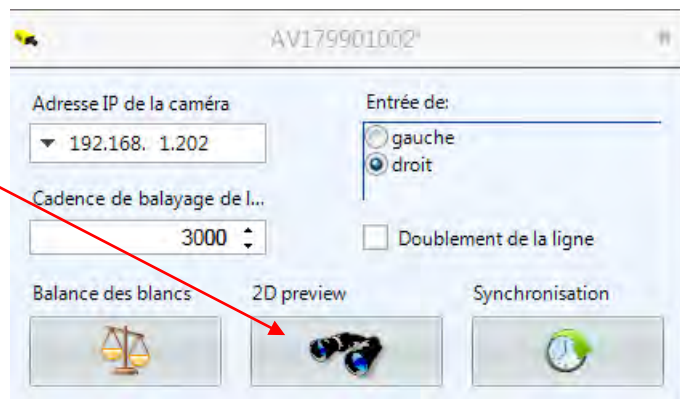 AV179901002*
Adresse IP de la caméra
Entrée de:
192.168. 1.202
gauche
droit
Cadence de balayage de l...
3000
Doublement de la ligne
Balance des blancs
2D preview
Synchronisation